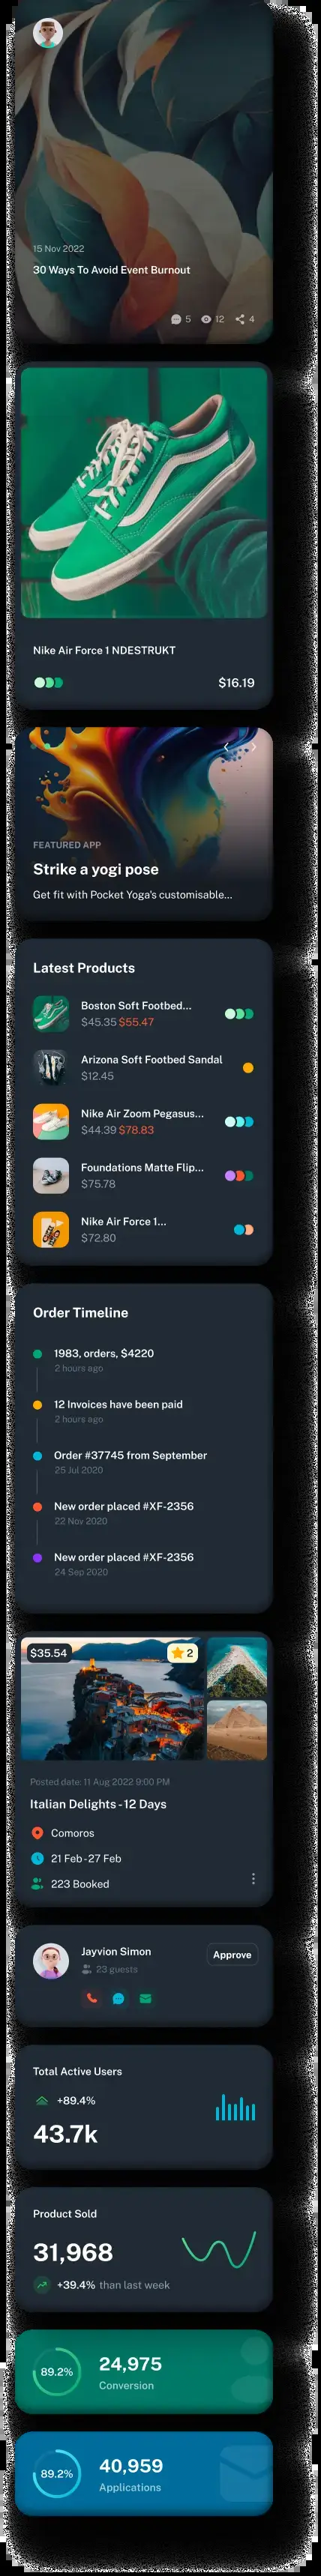 15 Nov 2022
30 Ways To Avoid Event Burnout
5 12 4
Nike Air Force 1 NDESTRUKT
$16.19
FEATURED APP
Strike a yogi pose
Get fit with Pocket Yoga's customisable...
Latest Products
Boston Soft Footbed...
$45.35 $55.47
Arizona Soft Footbed Sandal
$12.45
Nike Air Zoom Pegasus...
$44.39 $78.83
Foundations Matte Flip...
$75.78
Nike Air Force 1...
$72.80
Order Timeline
1983, orders, $4220
2 hours ago
12 Invoices have been paid
2 hours ago
Order #37745 from September
25 Jul 2020
New order placed #XF-2356
22 Nov 2020
New order placed #XF-2356
24 Sep 2020
$35.54 2
Posted date: 11 Aug 2022 9:00 PM
Italian Delights - 12 Days
Comoros
21 Feb - 27 Feb
223 Booked
Jayvion Simon
Approve
23 guests
Total Active Users
+89.4%
43.7k
Product Sold
31,968
+39.4% than last week
89.2% 24,975
Conversion
89.2% 40,959
Applications